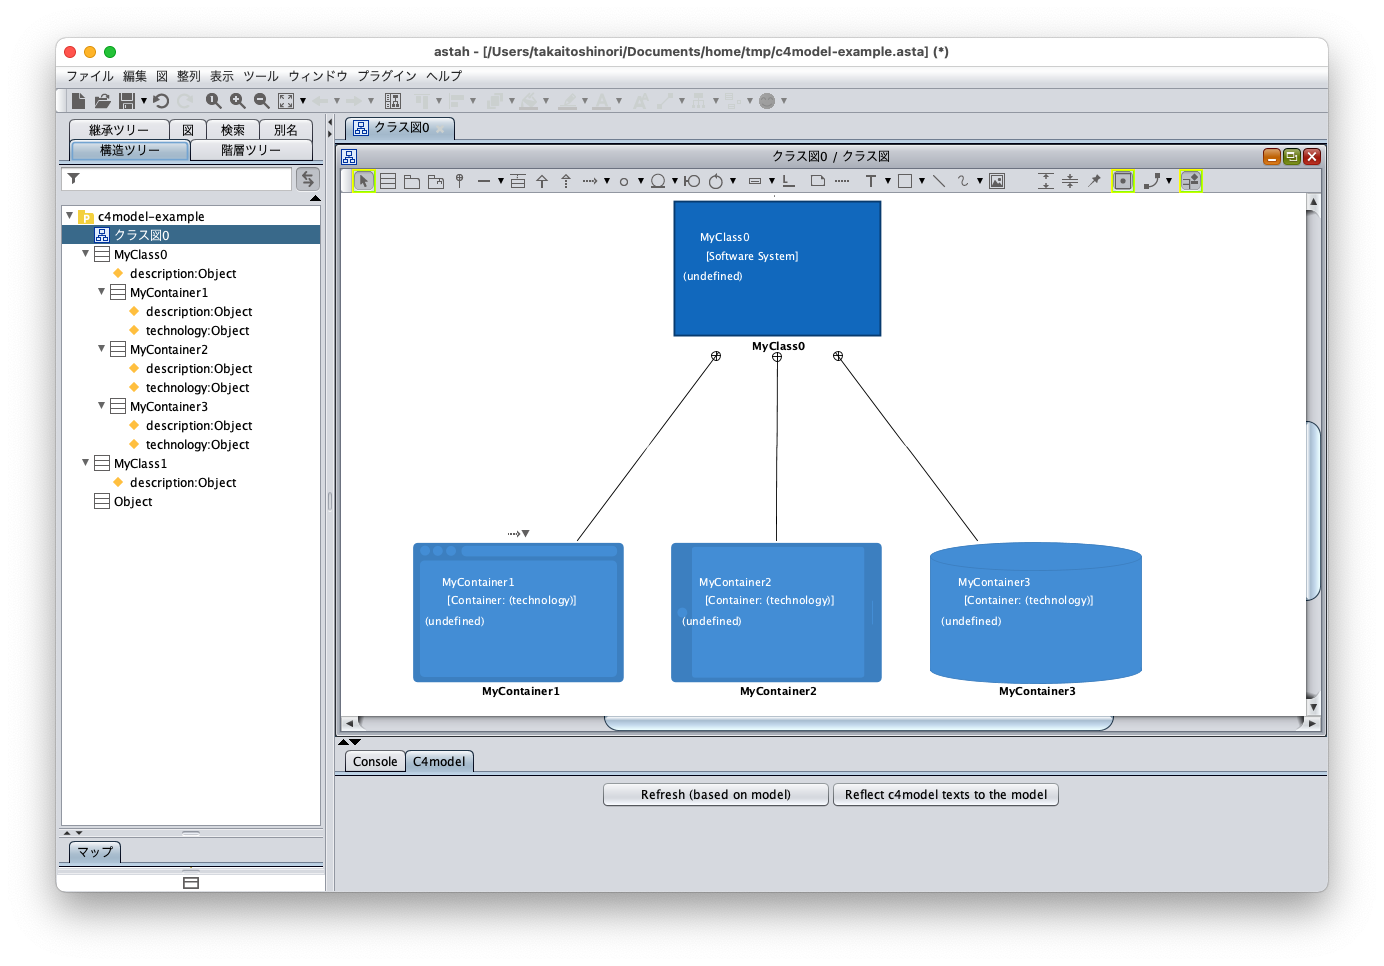 astah - [/Users/takaitoshinori/Documents/home/tmp/c4model-example.asta] (*)
ファイル 編集 図 整列 表示 ツール ウィンドウ プラグイン ヘルプ
継承ツリー 図 検索 別名
構造ツリー 階層ツリー
c4model-example
クラス図0
MyClass0
description:Object
MyContainer1
description:Object
technology:Object
MyContainer2
description:Object
technology:Object
MyContainer3
description:Object
technology:Object
MyClass1
description:Object
Object
マップ
クラス図0
クラス図0 / クラス図
T
MyClass0
[Software System]
(undefined)
MyClass0
MyContainer1
[Container: (technology)]
(undefined)
MyContainer1
MyContainer2
[Container: (technology)]
(undefined)
MyContainer2
MyContainer3
[Container: (technology)]
(undefined)
MyContainer3
Console C4model
Refresh (based on model) Reflect c4model texts to the model